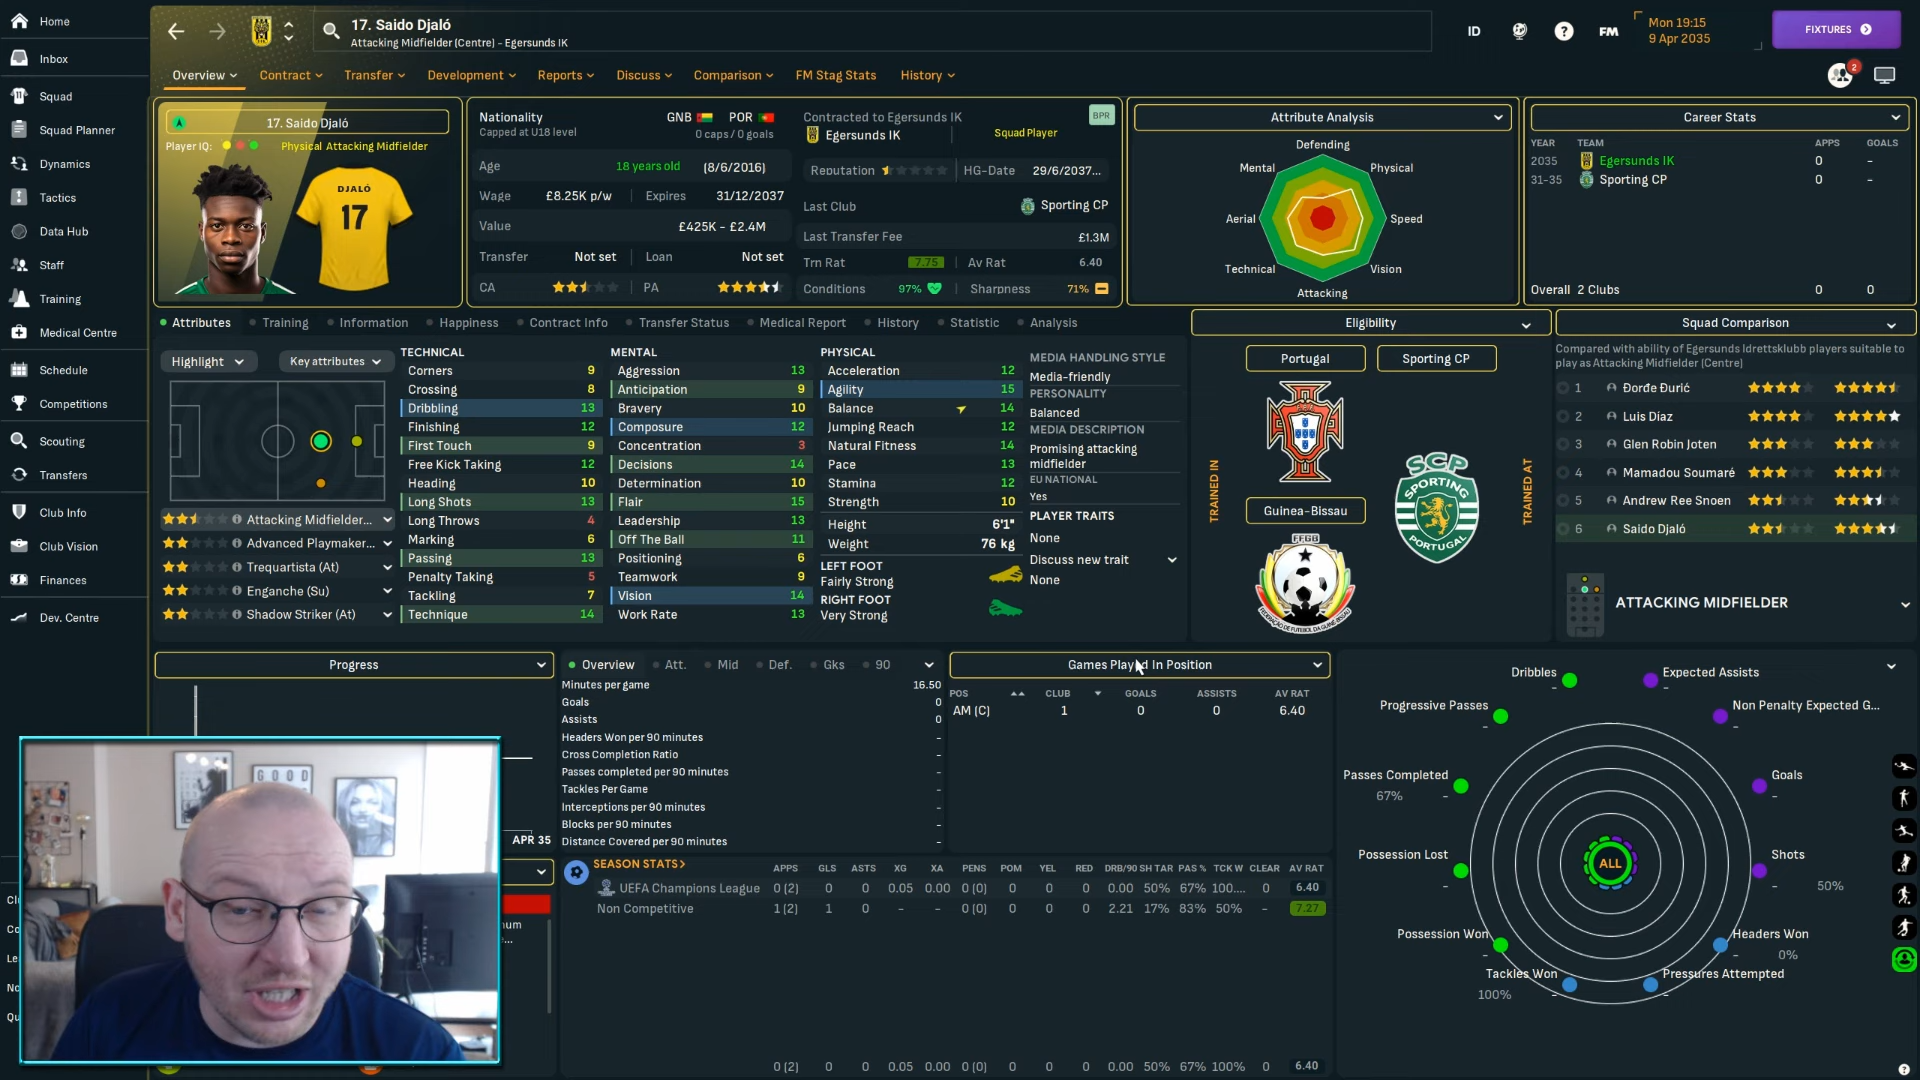 Home
Inbox
Squad
Squad Planner
Dynamics
Tactics
Data Hub
Staff
Training
Medical Centre
Schedule
Competitions
Scouting
Transfers
Club Info
Club Vision
Finances
Dev. Centre
17. Saido Djaló
Attacking Midfielder (Centre) - Egersunds IK
ID
FM
Mon 19:15
9 Apr 2035
FIXTURES
Overview
Contract
Transfer
Development
Reports
Discuss
Comparison
FM Stag Stats
History
2
17. Saido Djaló
Player IQ:
Physical Attacking Midfielder
DJALÓ
17
Nationality GNB POR
Capped at U18 level 0 caps / 0 goals
Age 18 years old (8/6/2016)
Wage £8.25K p/w Expires 31/12/2037
Value £425K - £2.4M
Transfer Not set Loan Not set
CA PA
Contracted to Egersunds IK BPR
Egersunds IK Squad Player
Reputation HG-Date 29/6/2037...
Last Club Sporting CP
Last Transfer Fee £1.3M
Trn Rat 7.75 Av Rat 6.40
Conditions 97% Sharpness 71%
Attribute Analysis
Defending
Mental Physical
Aerial Speed
Technical Vision
Attacking
Career Stats
YEAR TEAM APPS GOALS
2035 Egersunds IK 0 -
31-35 Sporting CP 0 -
Overall 2 Clubs 0 0
Attributes Training Information Happiness Contract Info Transfer Status Medical Report History Statistic Analysis
Highlight Key attributes
Attacking Midfielder...
Advanced Playmaker...
Trequartista (At)
Enganche (Su)
Shadow Striker (At)
TECHNICAL
Corners 9
Crossing 8
Dribbling 13
Finishing 12
First Touch 9
Free Kick Taking 12
Heading 10
Long Shots 13
Long Throws 4
Marking 6
Passing 13
Penalty Taking 5
Tackling 7
Technique 14
MENTAL
Aggression 13
Anticipation 9
Bravery 10
Composure 12
Concentration 3
Decisions 14
Determination 10
Flair 15
Leadership 13
Off The Ball 11
Positioning 6
Teamwork 9
Vision 14
Work Rate 13
PHYSICAL
Acceleration 12
Agility 15
Balance 14
Jumping Reach 12
Natural Fitness 14
Pace 13
Stamina 12
Strength 10
Height 6'1"
Weight 76 kg
LEFT FOOT
Fairly Strong
RIGHT FOOT
Very Strong
MEDIA HANDLING STYLE
Media-friendly
PERSONALITY
Balanced
MEDIA DESCRIPTION
Promising attacking
midfielder
EU NATIONAL
Yes
PLAYER TRAITS
None
Discuss new trait
None
Eligibility
Portugal Sporting CP
TRAINED IN
Guinea-Bissau
FFGB
SCP
SPORTING
PORTUGAL
TRAINED AT
Squad Comparison
Compared with ability of Egersunds Idrettsklubb players suitable to
play as Attacking Midfielder (Centre)
1 Đorđe Đurić
2 Luis Díaz
3 Glen Robin Joten
4 Mamadou Soumaré
5 Andrew Ree Snoen
6 Saido Djaló
ATTACKING MIDFIELDER
Progress
APR 35
GOOD
Overview Att. Mid Def. Gks 90
Minutes per game 16.50
Goals 0
Assists 0
Headers Won per 90 minutes -
Cross Completion Ratio -
Passes completed per 90 minutes -
Tackles Per Game -
Interceptions per 90 minutes -
Blocks per 90 minutes -
Distance Covered per 90 minutes -
Games Played In Position
POS CLUB GOALS ASSISTS AV RAT
AM (C) 1 0 0 6.40
SEASON STATS> APPS GLS ASTS XG XA PENS POM YEL RED DRB/90 SH TAR PAS % TCK W CLEAR AV RAT
UEFA Champions League 0 (2) 0 0 0.05 0.00 0 (0) 0 0 0 0.00 50% 67% 100.... 0 6.40
Non Competitive 1 (2) 1 0 - - 0 (0) 0 0 0 2.21 17% 83% 50% - 7.27
0 (2) 0 0 0.05 0.00 0 (0) 0 0 0 0.00 50% 67% 100% 0 6.40
Dribbles
-
Expected Assists
-
Progressive Passes
-
Non Penalty Expected G...
-
Passes Completed
67% -
Goals
-
Possession Lost
-
ALL
Shots
- 50%
Possession Won
-
Headers Won
0%
Tackles Won
100% -
Pressures Attempted
-